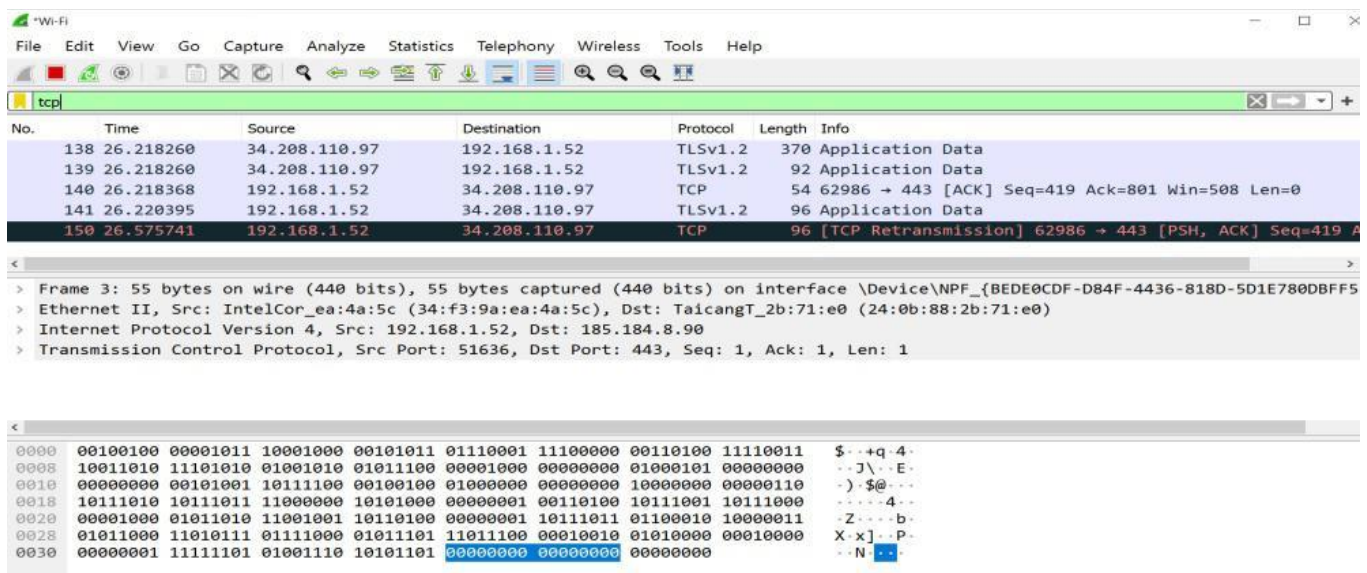 *Wi-Fi
File Edit View Go Capture Analyze Statistics Telephony Wireless Tools Help
tcp
No. Time Source Destination Protocol Length Info
138 26.218260 34.208.110.97 192.168.1.52 TLSv1.2 370 Application Data
139 26.218260 34.208.110.97 192.168.1.52 TLSv1.2 92 Application Data
140 26.218368 192.168.1.52 34.208.110.97 TCP 54 62986 → 443 [ACK] Seq=419 Ack=801 Win=508 Len=0
141 26.220395 192.168.1.52 34.208.110.97 TLSv1.2 96 Application Data
150 26.575741 192.168.1.52 34.208.110.97 TCP 96 [TCP Retransmission] 62986 → 443 [PSH, ACK] Seq=419 A
> Frame 3: 55 bytes on wire (440 bits), 55 bytes captured (440 bits) on interface \Device\NPF_{BEDE0CDF-D84F-4436-818D-5D1E780DBFF5
> Ethernet II, Src: IntelCor_ea:4a:5c (34:f3:9a:ea:4a:5c), Dst: TaicangT_2b:71:e0 (24:0b:88:2b:71:e0)
> Internet Protocol Version 4, Src: 192.168.1.52, Dst: 185.184.8.90
> Transmission Control Protocol, Src Port: 51636, Dst Port: 443, Seq: 1, Ack: 1, Len: 1
0000 00100100 00001011 10001000 00101011 01110001 11100000 00110100 11110011 $··+q·4·
0008 10011010 11101010 01001010 01011100 00001000 00000000 01000101 00000000 ··J\··E·
0010 00000000 00101001 10111100 00100100 01000000 00000000 10000000 00000110 ·)·$@···
0018 10111010 10111011 11000000 10101000 00000001 00110100 10111001 10111000 ·····4··
0020 00001000 01011010 11001001 10110100 00000001 10111011 01100010 10000011 ·Z····b·
0028 01011000 11010111 01111000 01011101 11011100 00010010 01010000 00010000 X·x]··P·
0030 00000001 11111101 01001110 10101101 00000000 00000000 00000000 ··N····